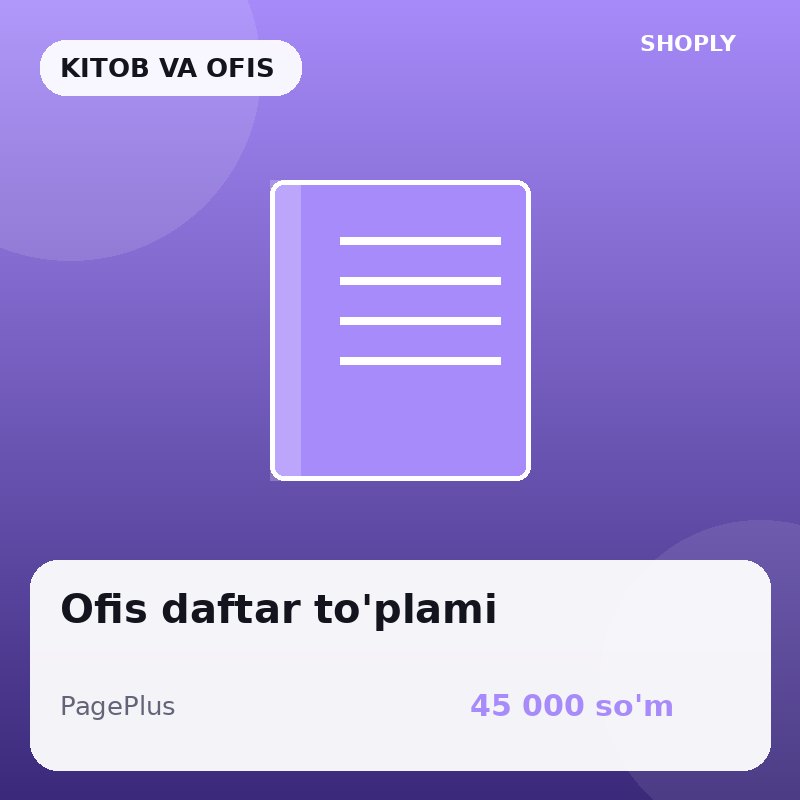 KITOB VA OFIS
SHOPLY
Ofis daftar to'plami
PagePlus
45 000 so'm